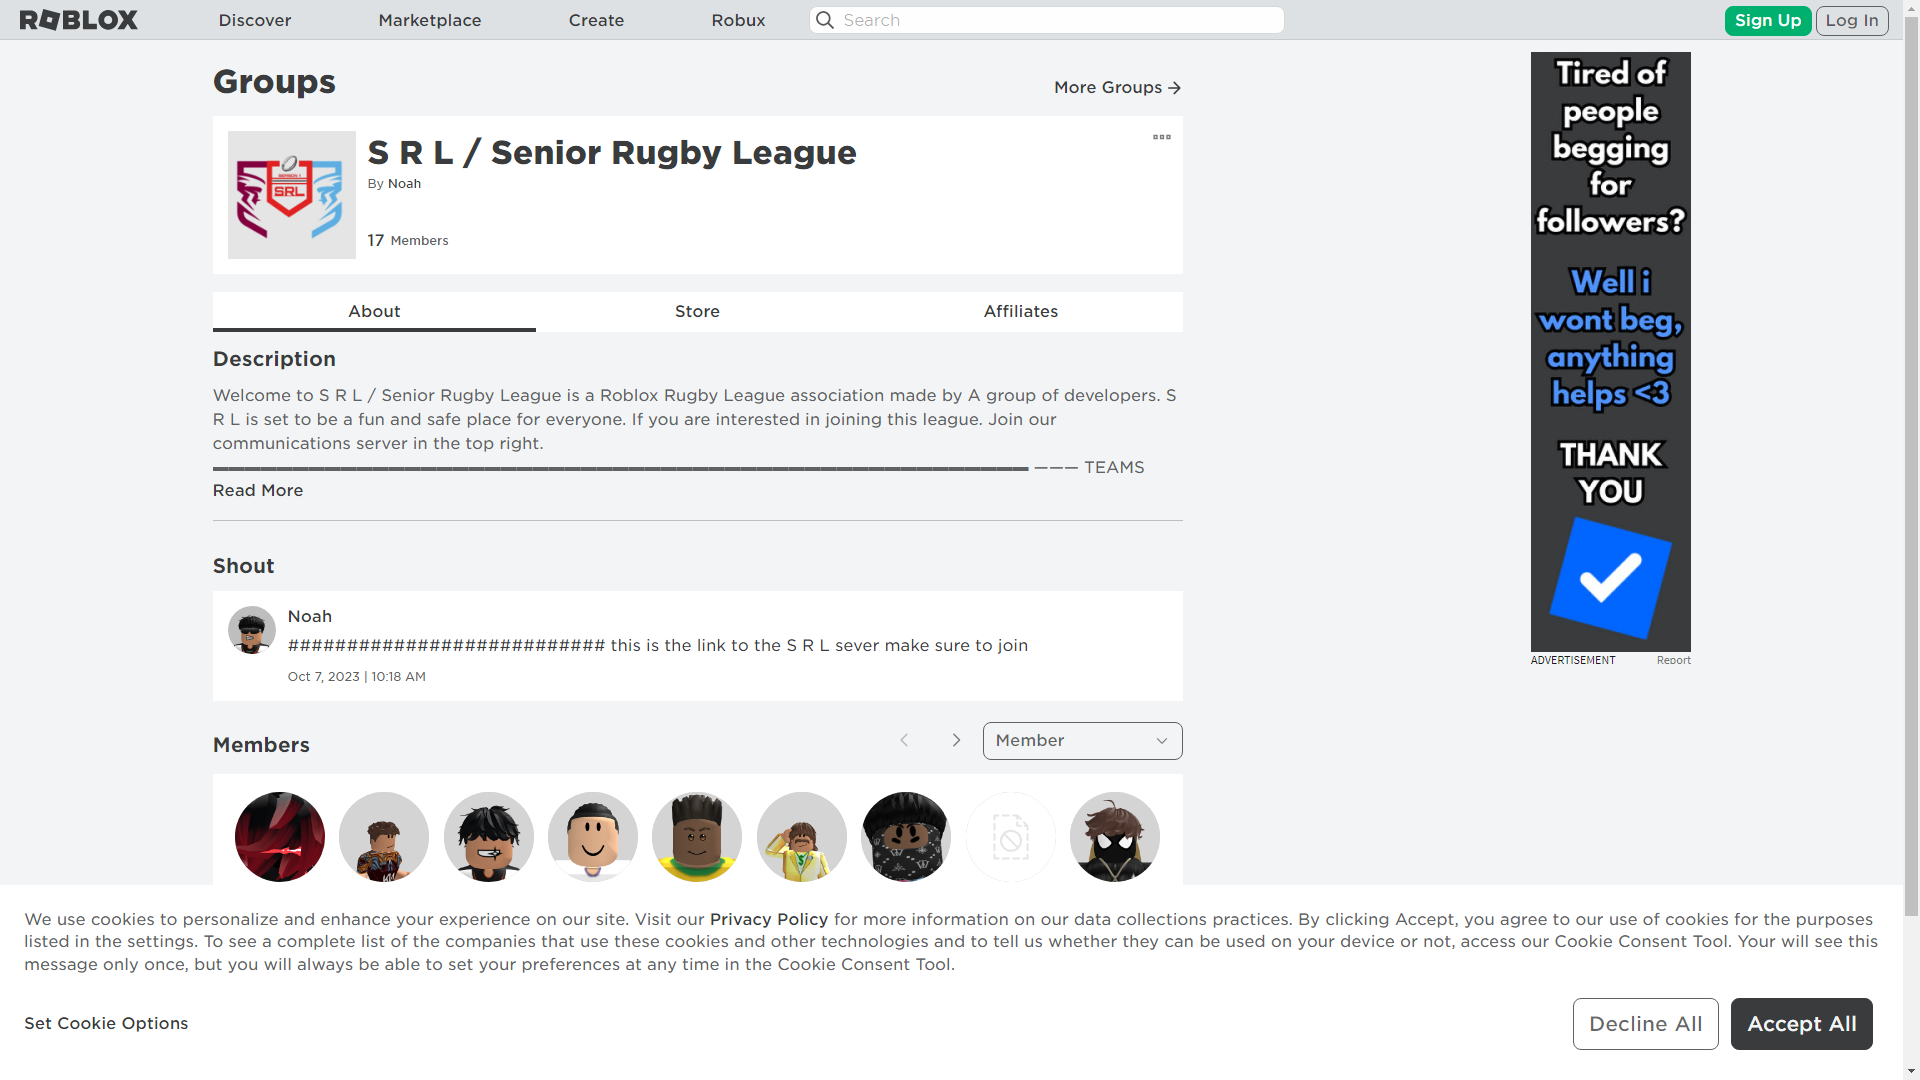 ROBLOX
Discover
Marketplace
Create
Robux
Search
Sign Up
Log In
Groups
More Groups
SEASON 1
SRL
S R L / Senior Rugby League
By Noah
17 Members
About
Store
Affiliates
Description
Welcome to S R L / Senior Rugby League is a Roblox Rugby League association made by A group of developers. S
R L is set to be a fun and safe place for everyone. If you are interested in joining this league. Join our
communications server in the top right.
▬▬▬▬▬▬▬▬▬▬▬▬▬▬▬▬▬▬▬▬▬▬▬▬▬▬▬▬▬▬▬▬▬▬▬ ——— TEAMS
Read More
Shout
Noah
########################### this is the link to the S R L sever make sure to join
Oct 7, 2023 | 10:18 AM
Members
Member
Tired of
people
begging
for
followers?
Well i
wont beg,
anything
helps <3
THANK
YOU
ADVERTISEMENT
Report
We use cookies to personalize and enhance your experience on our site. Visit our Privacy Policy for more information on our data collections practices. By clicking Accept, you agree to our use of cookies for the purposes
listed in the settings. To see a complete list of the companies that use these cookies and other technologies and to tell us whether they can be used on your device or not, access our Cookie Consent Tool. Your will see this
message only once, but you will always be able to set your preferences at any time in the Cookie Consent Tool.
Set Cookie Options
Decline All
Accept All